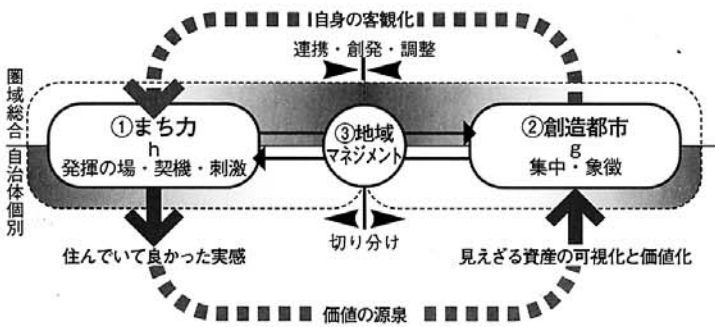 自身の客観化
連携・創発・調整
圏域総合
自治体個別
①まち力
h
発揮の場・契機・刺激
③地域
マネジメント
②創造都市
g
集中・象徴
切り分け
住んでいて良かった実感
見えざる資産の可視化と価値化
価値の源泉